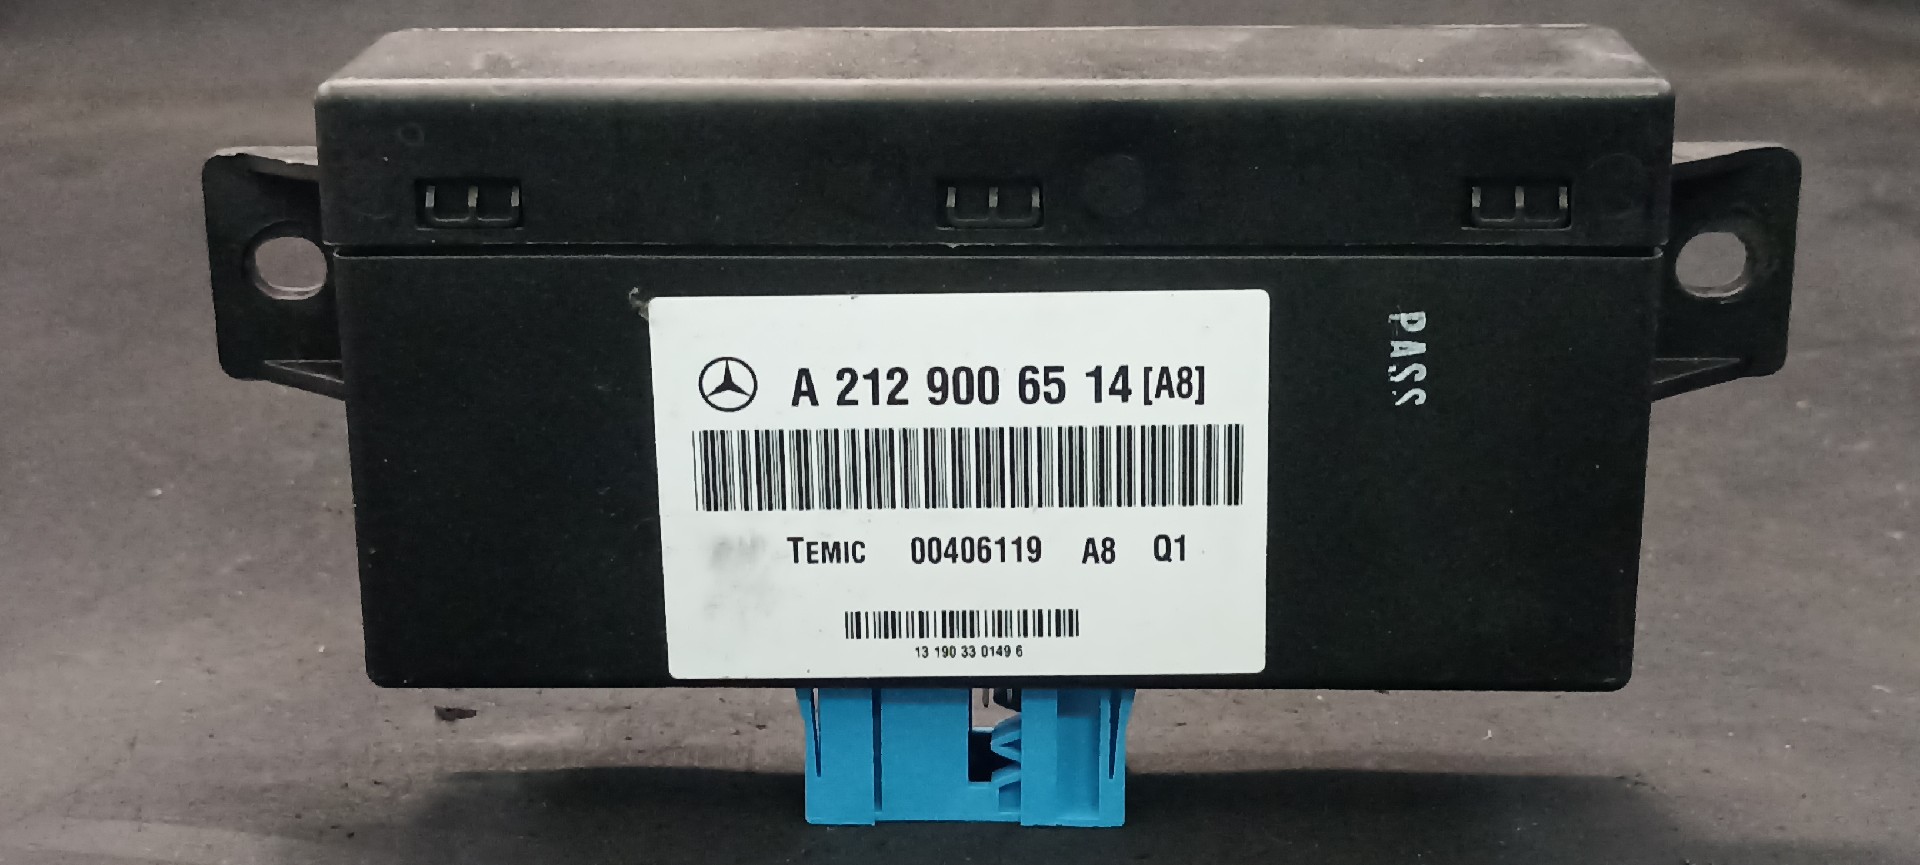 A 212 900 65 14 [A8]
TEMIC 00406119 A8 Q1
13 190 33 0149 6
PASS